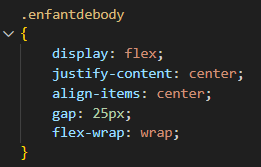 .enfantdebody
{
    display: flex;
    justify-content: center;
    align-items: center;
    gap: 25px;
    flex-wrap: wrap;
}